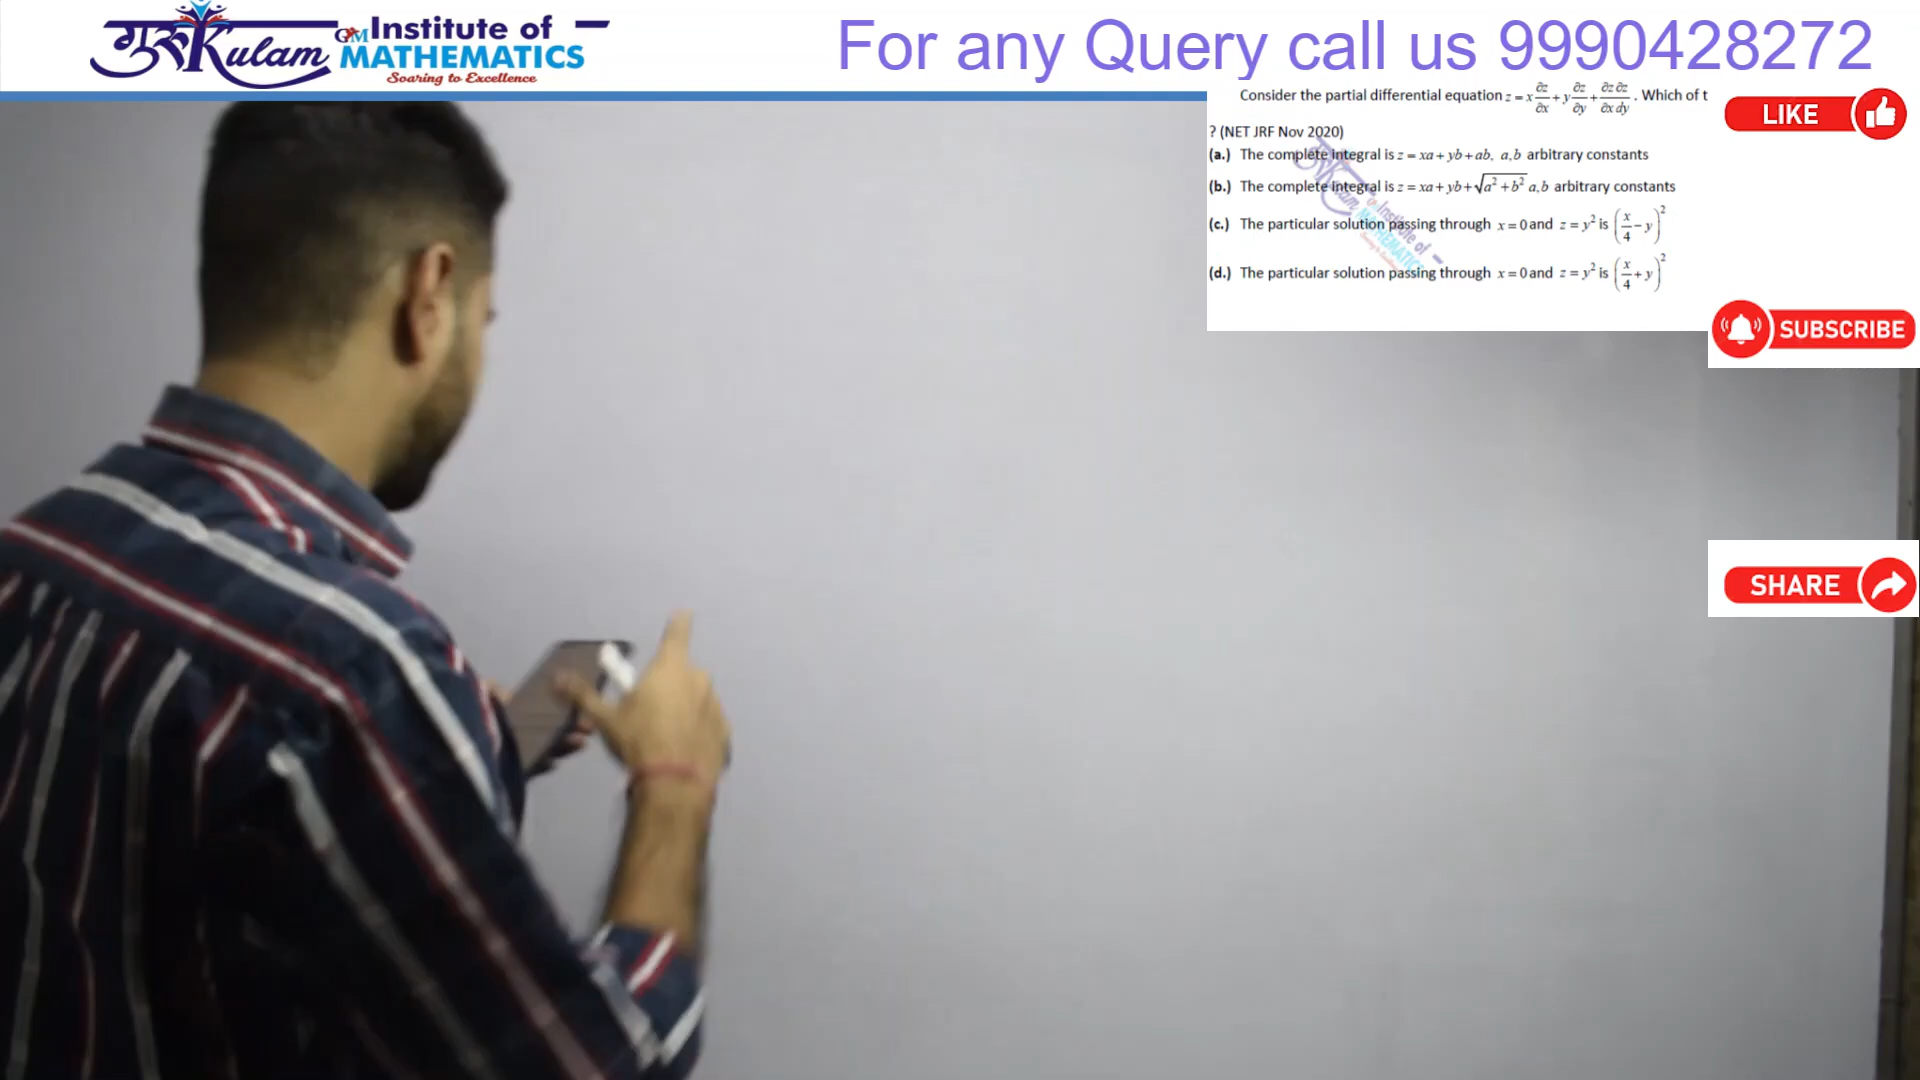 गुरुKulam GM Institute of
MATHEMATICS
Soaring to Excellence
For any Query call us 9990428272
Consider the partial differential equation z = x ∂z/∂x + y ∂z/∂y + ∂z ∂z/∂x dy . Which of t
? (NET JRF Nov 2020)
(a.) The complete integral is z = xa + yb + ab, a,b arbitrary constants
(b.) The complete integral is z = xa + yb + √(a² + b²) a,b arbitrary constants
(c.) The particular solution passing through x = 0 and z = y² is (x/4 − y)²
(d.) The particular solution passing through x = 0 and z = y² is (x/4 + y)²
LIKE
SUBSCRIBE
SHARE